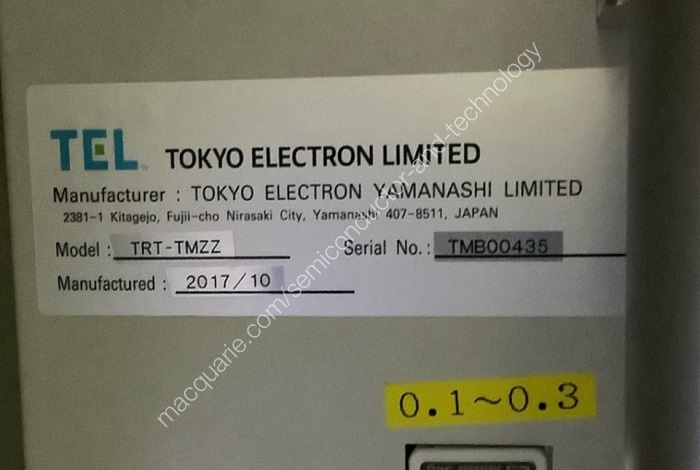 TEL TOKYO ELECTRON LIMITED
Manufacturer : TOKYO ELECTRON YAMANASHI LIMITED
2381-1 Kitagejo, Fujii-cho Nirasaki City, Yamanashi 407-8511, JAPAN
Model : TRT-TMZZ Serial No. : TMB00435
Manufactured : 2017/10
macquarie.com/semiconductor-and-technology
0.1～0.3